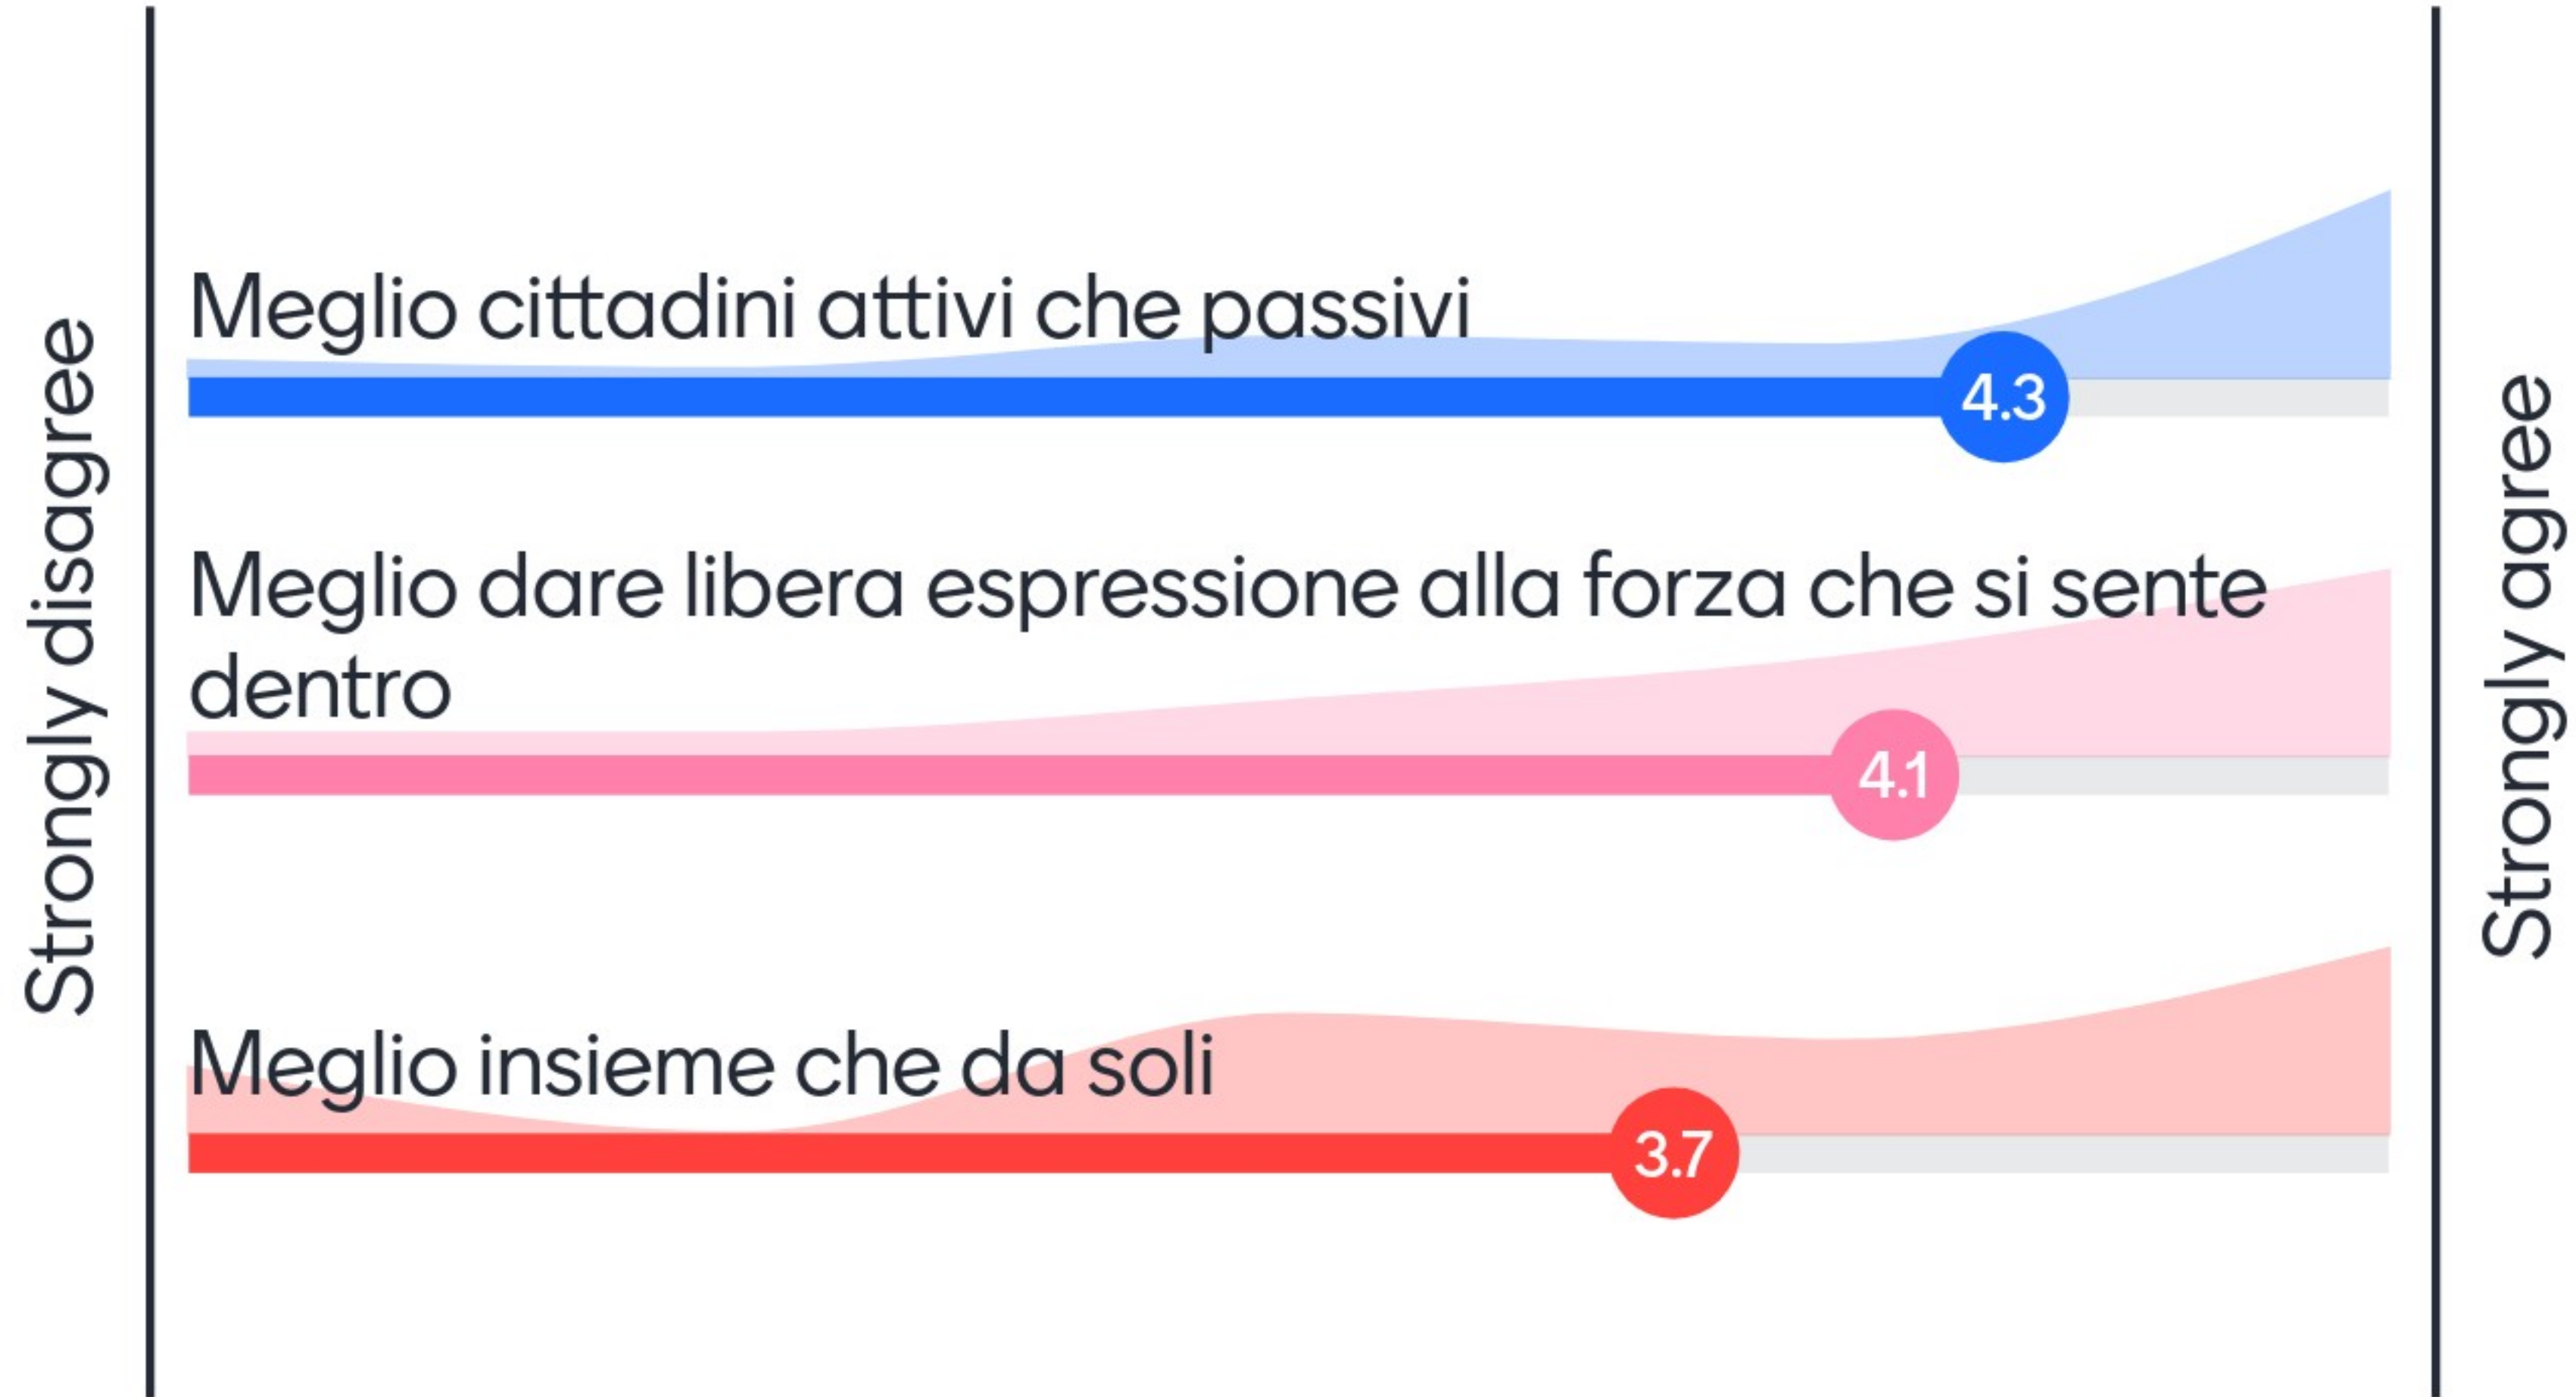 Strongly disagree
Meglio cittadini attivi che passivi
4.3
Meglio dare libera espressione alla forza che si sente
dentro
4.1
Meglio insieme che da soli
3.7
Strongly agree